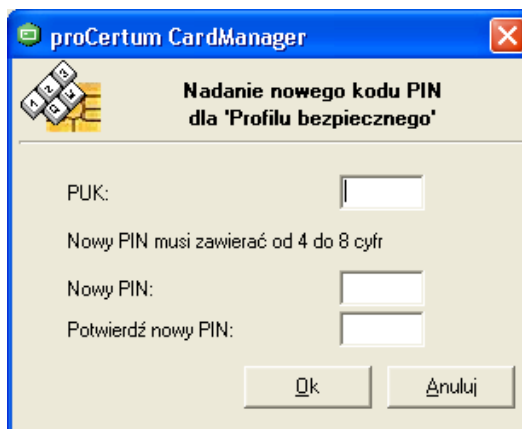 proCertum CardManager
Nadanie nowego kodu PIN
dla 'Profilu bezpiecznego'
PUK:
Nowy PIN musi zawierać od 4 do 8 cyfr
Nowy PIN:
Potwierdź nowy PIN:
Ok Anuluj